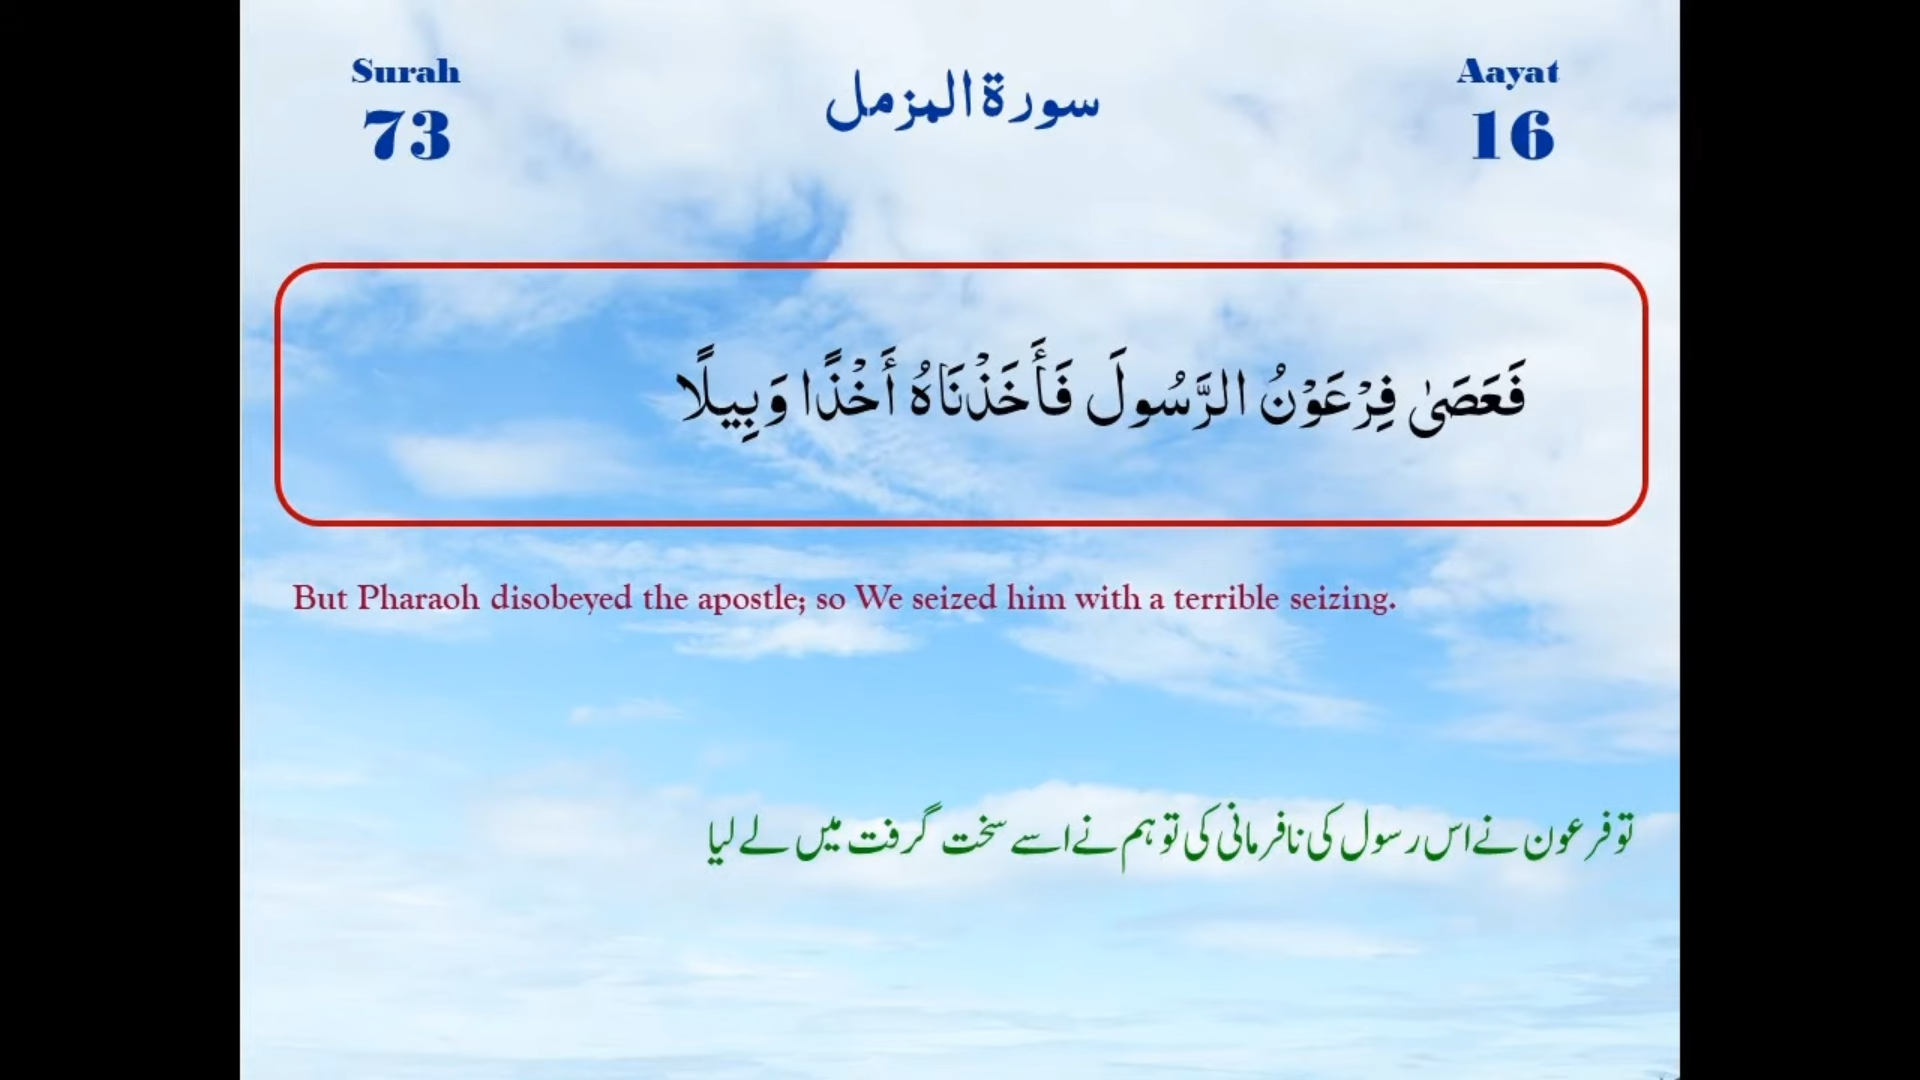 Surah
73
سورة المزمل
Aayat
16
فَعَصَىٰ فِرْعَوْنُ الرَّسُولَ فَأَخَذْنَاهُ أَخْذًا وَبِيلًا
But Pharaoh disobeyed the apostle; so We seized him with a terrible seizing.
تو فرعون نے اس رسول کی نافرمانی کی تو ہم نے اسے سخت گرفت میں لے لیا